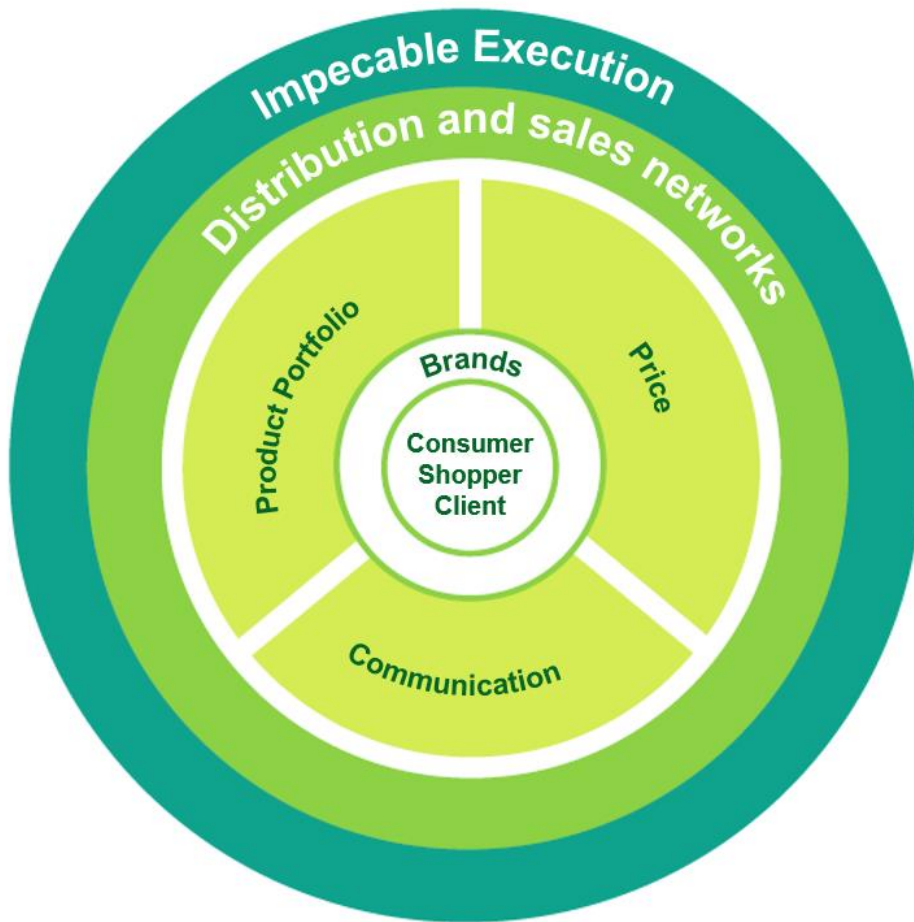 Impecable Execution
Distribution and sales networks
Product Portfolio
Price
Brands
Consumer
Shopper
Client
Communication